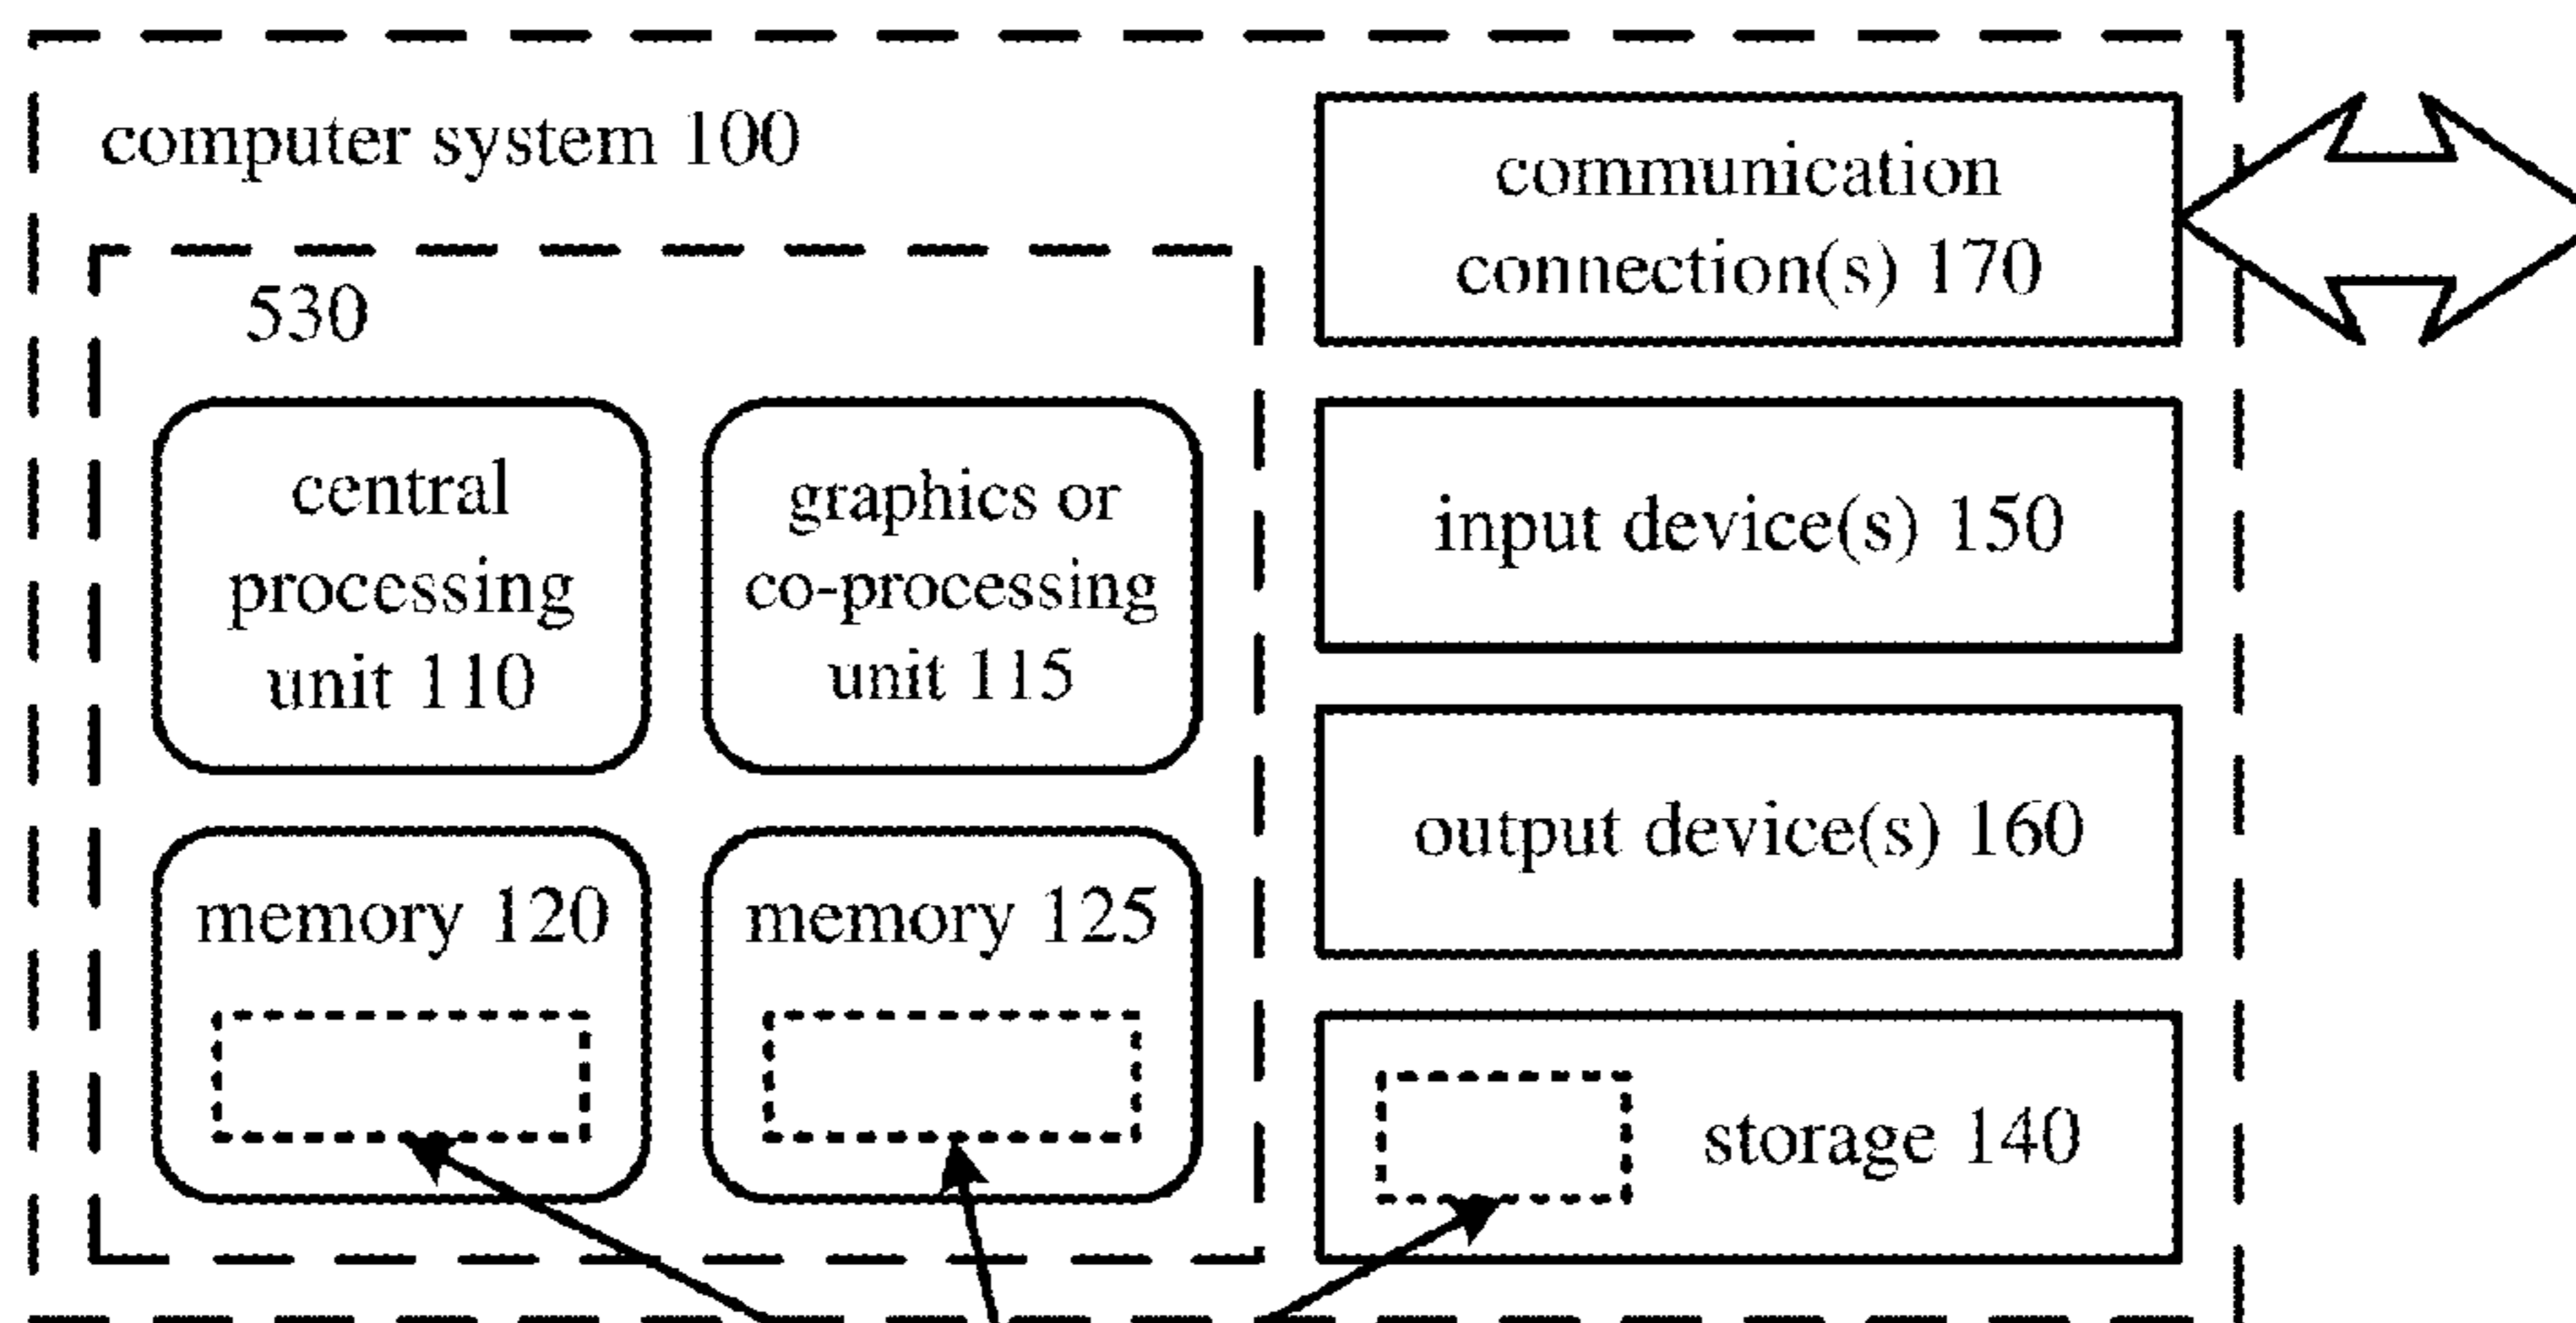 computer system 100
530
central
processing
unit 110
graphics or
co-processing
unit 115
memory 120
memory 125
communication
connection(s) 170
input device(s) 150
output device(s) 160
storage 140